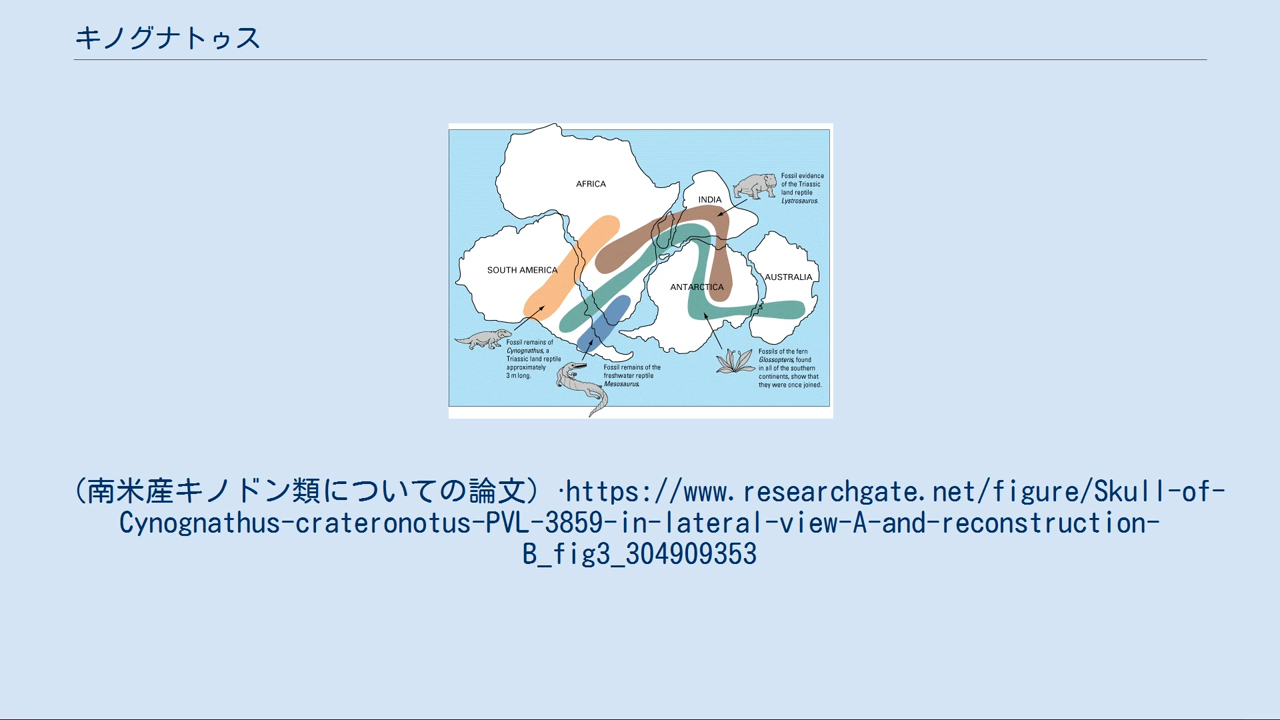 キノグナトゥス
AFRICA
INDIA
Fossil evidence
of the Triassic
land reptile
Lystrosaurus.
SOUTH AMERICA
ANTARCTICA
AUSTRALIA
Fossil remains of
Cynognathus, a
Triassic land reptile
approximately
3 m long.
Fossil remains of the
freshwater reptile
Mesosaurus.
Fossils of the fern
Glossopteris, found
in all of the southern
continents, show that
they were once joined.
(南米産キノドン類についての論文) ·https://www.researchgate.net/figure/Skull-of-
Cynognathus-crateronotus-PVL-3859-in-lateral-view-A-and-reconstruction-
B_fig3_304909353